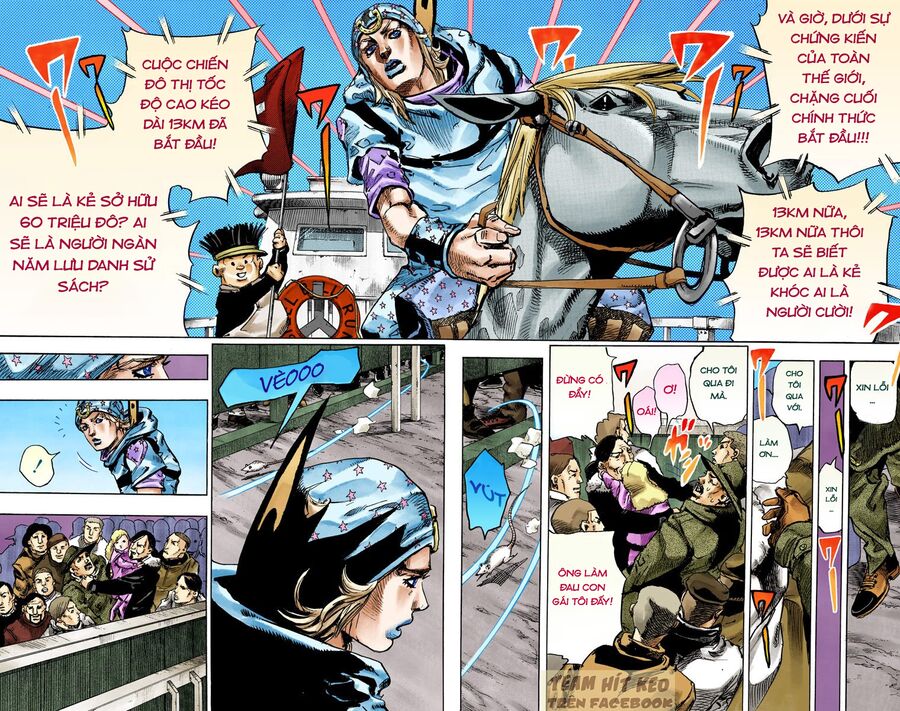 VÀ GIỜ, DƯỚI SỰ
CHỨNG KIẾN
CỦA TOÀN
THẾ GIỚI,
CHẶNG CUỐI
CHÍNH THỨC
BẮT ĐẦU!!!
13KM NỮA,
13KM NỮA THÔI
TA SẼ BIẾT
ĐƯỢC AI LÀ KẺ
KHÓC AI LÀ
NGƯỜI CƯỜI!
CUỘC CHIẾN
ĐÔ THỊ TỐC
ĐỘ CAO KÉO
DÀI 13KM ĐÃ
BẮT ĐẦU!
AI SẼ LÀ KẺ SỞ HỮU
60 TRIỆU ĐÔ? AI
SẼ LÀ NGƯỜI NGÀN
NĂM LƯU DANH SỬ
SÁCH?
XIN LỖI
...
XIN
LỖI
...
CHO TÔI
QUA VỚI.
LÀM
ƠN...
CHO TÔI
QUA ĐI
MÀ.
Ơ!
OÁI!
ĐỪNG CÓ
ĐẨY!
ÔNG LÀM
ĐAU CON
GÁI TÔI ĐẤY!
VÚT
VÈOOO
!
TEAM HÍT KEO
TRÊN FACEBOOK